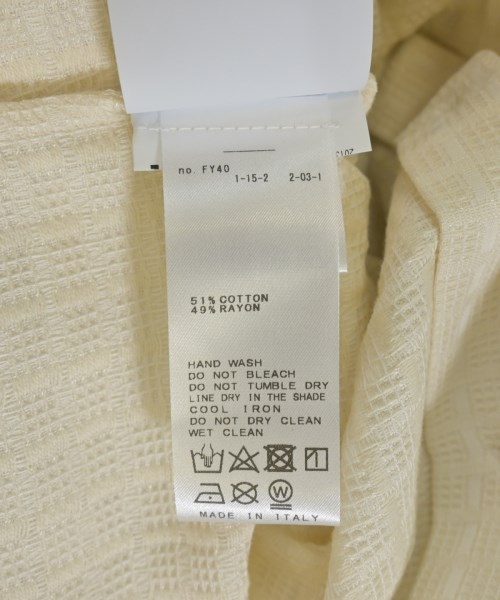 no. FY40
1-15-2 2-03-1
51% COTTON
49% RAYON
HAND WASH
DO NOT BLEACH
DO NOT TUMBLE DRY
LINE DRY IN THE SHADE
COOL IRON
DO NOT DRY CLEAN
WET CLEAN
W
MADE IN ITALY